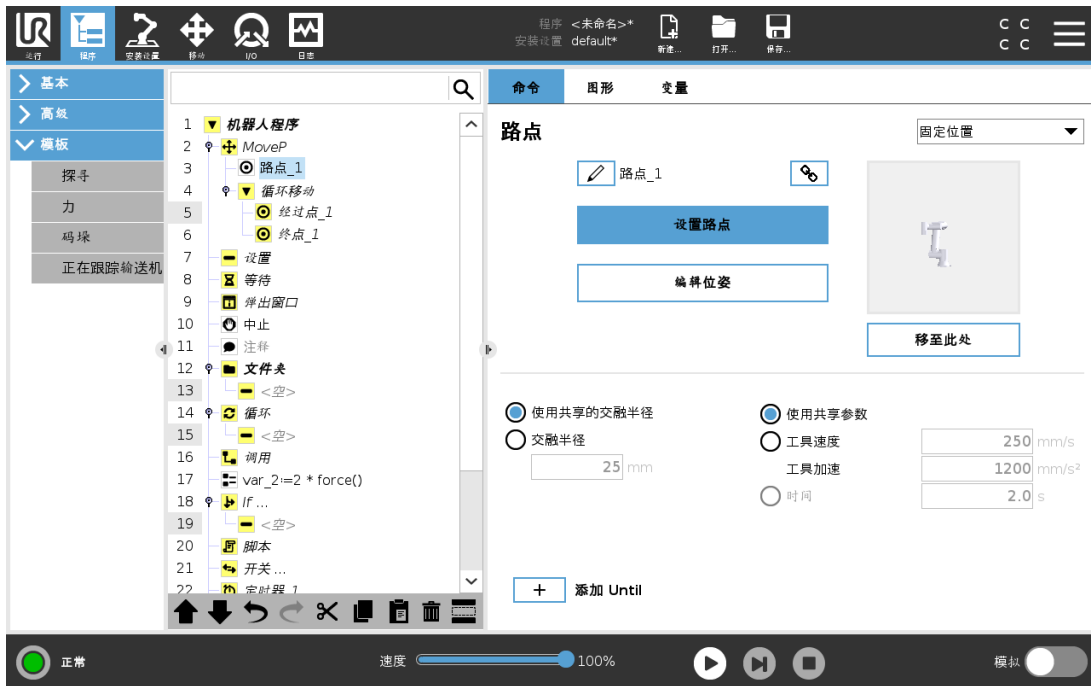 程序 <未命名>*
安装设置 default*
C C
C C
运行 程序 安装设置 移动 I/O 日志 新建... 打开... 保存...
基本
高级
模板
探寻
力
码垛
正在跟踪输送机
1 机器人程序
2 MoveP
3 路点_1
4 循环移动
5 经过点_1
6 终点_1
7 设置
8 等待
9 弹出窗口
10 中止
11 注释
12 文件夹
13 <空>
14 循环
15 <空>
16 调用
17 var_2:=2 * force()
18 If ...
19 <空>
20 脚本
21 开关 ...
22 定时器_1
命令 图形 变量
路点
固定位置
路点_1
设置路点
编辑位姿
移至此处
使用共享的交融半径
交融半径
25 mm
使用共享参数
工具速度 250 mm/s
工具加速 1200 mm/s²
时间 2.0 s
+ 添加 Until
正常
速度 100%
模拟